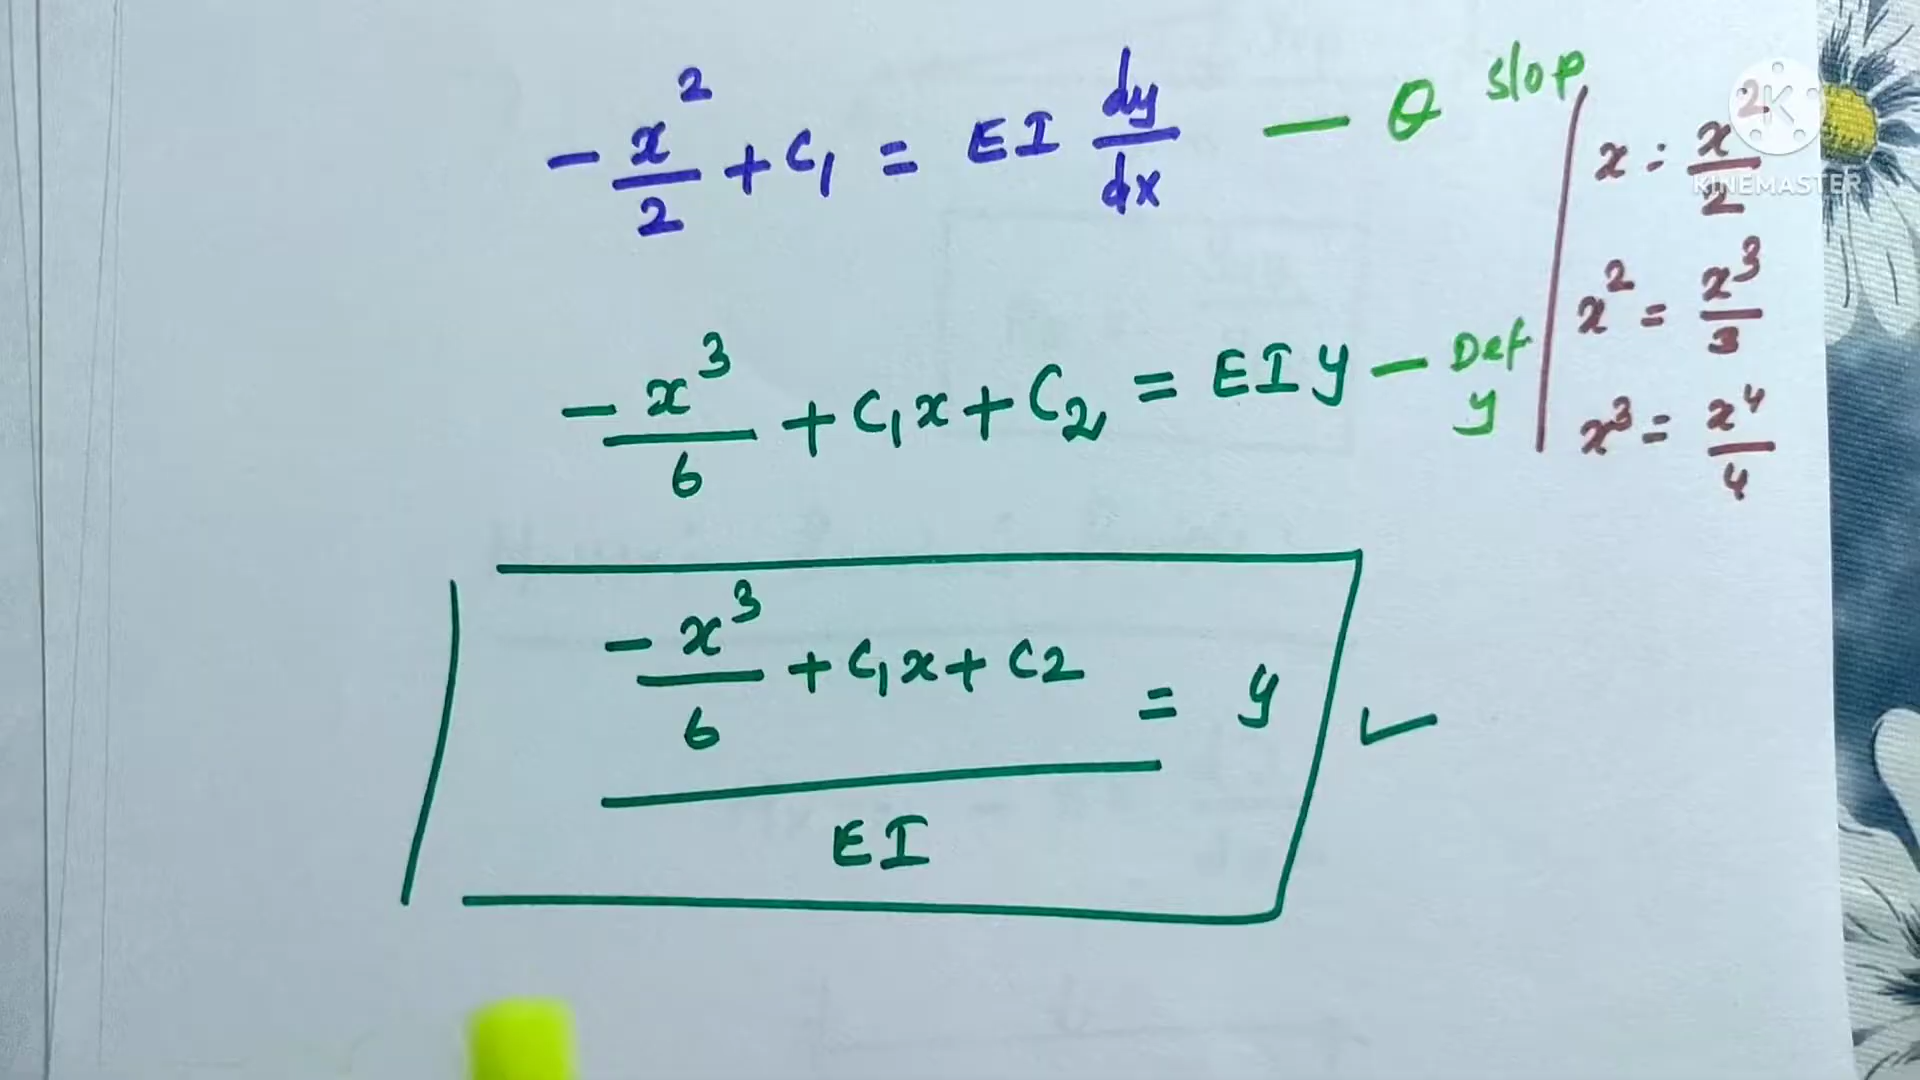 -x²/2 + C₁ = EI dy/dx — θ slop
-x³/6 + C₁x + C₂ = EIy — Def y
(-x³/6 + C₁x + C2)/EI = y ✓
x = x²/2
x² = x³/3
x³ = x⁴/4
K
KINEMASTER